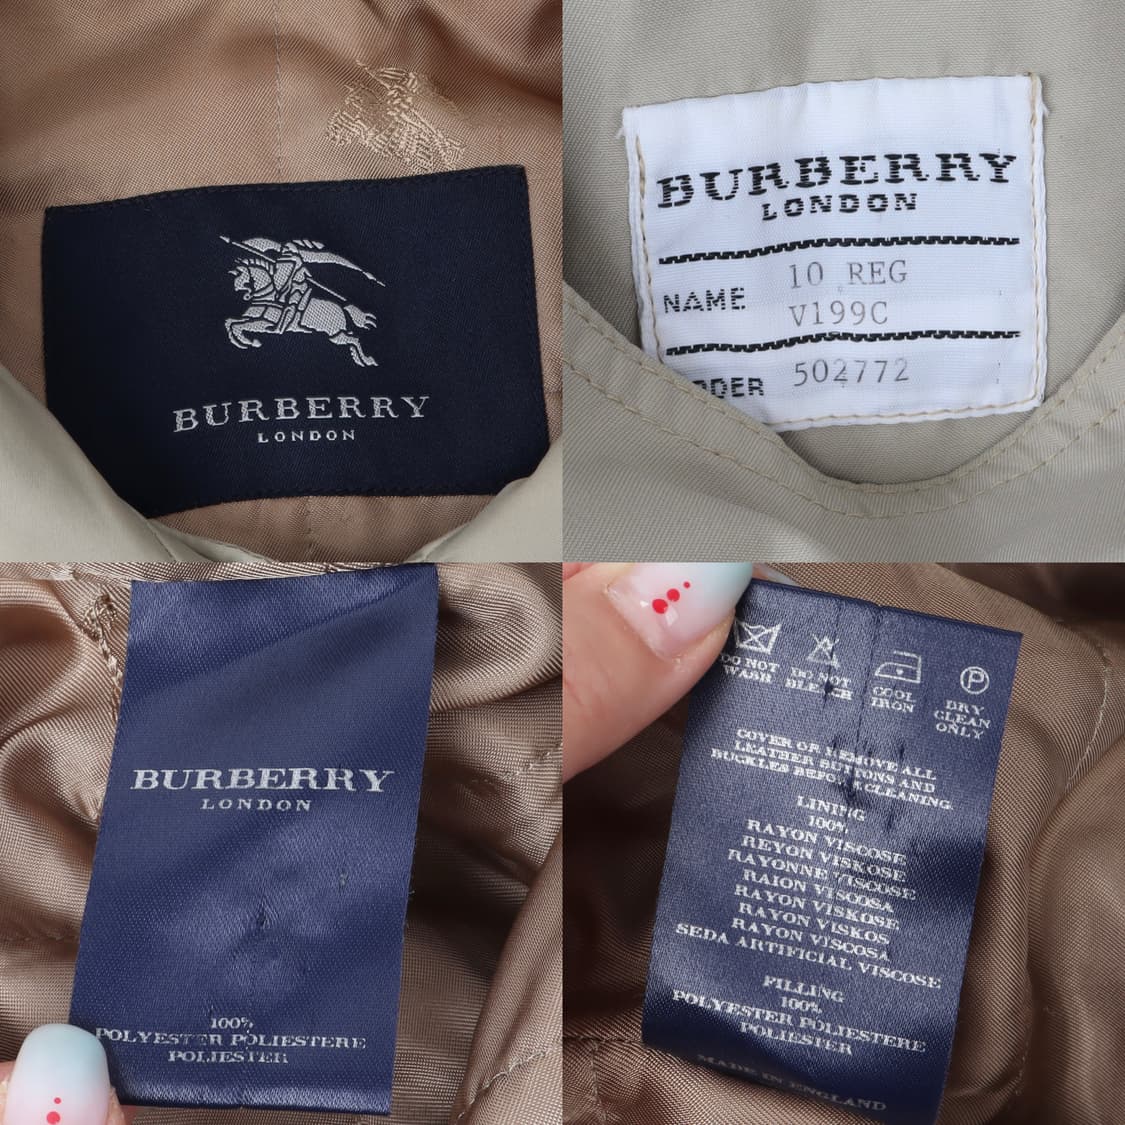 BURBERRY
LONDON
BURBERRY
LONDON
NAME 10 REG
V199C
RDER 502772
BURBERRY
LONDON
100%
POLYESTER POLIESTERE
POLIESTER
DO NOT WASH
DO NOT BLEACH
COOL IRON
P
DRY CLEAN ONLY
COVER OR REMOVE ALL
LEATHER BUTTONS AND
BUCKLES BEFORE CLEANING.
LINING
100%
RAYON VISCOSE
REYON VISKOSE
RAYONNE VISCOSE
RAION VISCOSA
RAYON VISKOSE
RAYON VISKOS
RAYON VISCOSA
SEDA ARTIFICIAL VISCOSE
FILLING
100%
POLYESTER POLIESTERE
POLIESTER
MADE IN ENGLAND